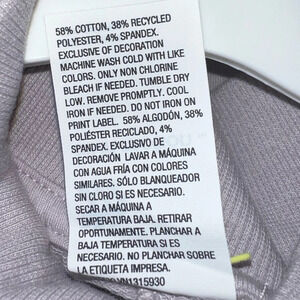 58% COTTON, 38% RECYCLED
POLYESTER, 4% SPANDEX.
EXCLUSIVE OF DECORATION
MACHINE WASH COLD WITH LIKE
COLORS. ONLY NON CHLORINE
BLEACH IF NEEDED. TUMBLE DRY
LOW. REMOVE PROMPTLY. COOL
IRON IF NEEDED. DO NOT IRON ON
PRINT LABEL. 58% ALGODÓN, 38%
POLIÉSTER RECICLADO, 4%
SPANDEX. EXCLUSIVO DE
DECORACIÓN LAVAR A MÁQUINA
CON AGUA FRÍA CON COLORES
SIMILARES. SÓLO BLANQUEADOR
SIN CLORO SI ES NECESARIO.
SECAR A MÁQUINA A
TEMPERATURA BAJA. RETIRAR
OPORTUNAMENTE. PLANCHAR A
BAJA TEMPERATURA SI ES
NECESARIO. NO PLANCHAR SOBRE
LA ETIQUETA IMPRESA.
VN1315930